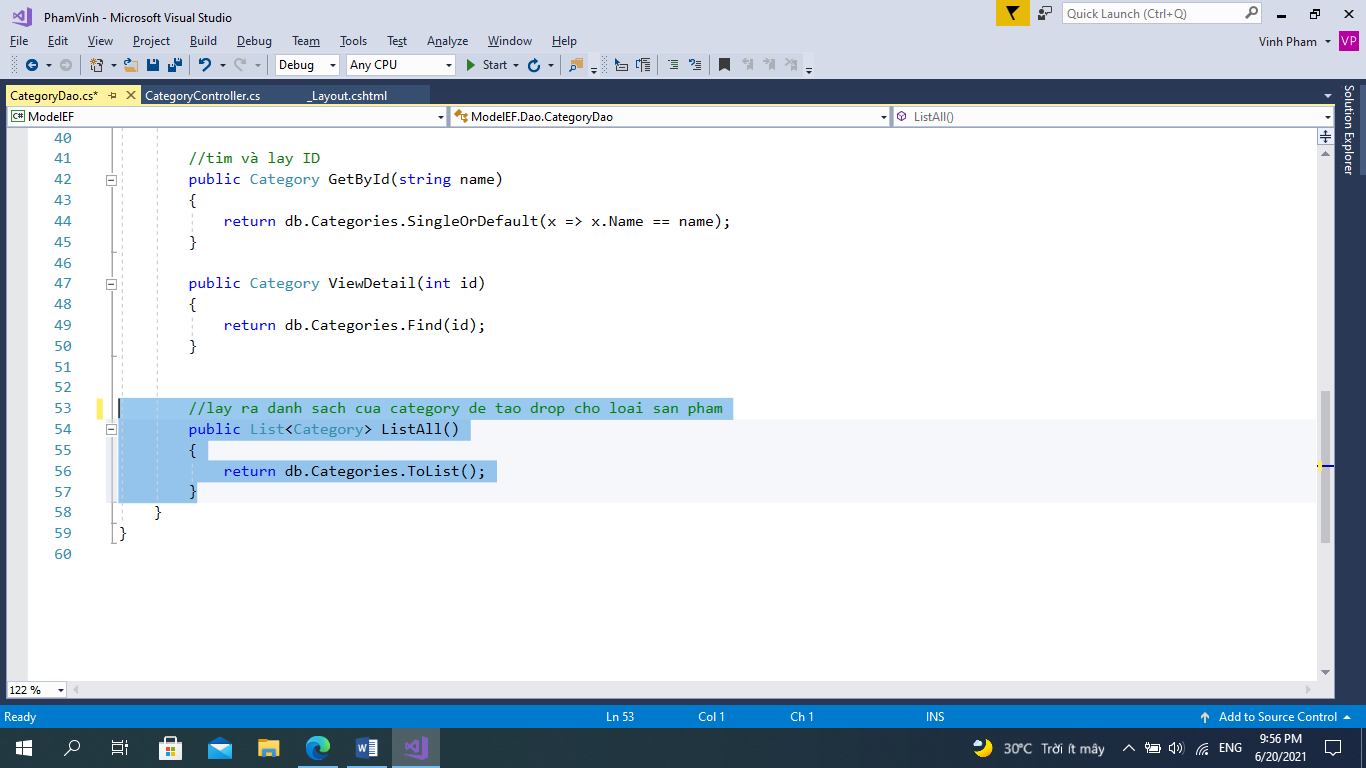 PhamVinh - Microsoft Visual Studio
Quick Launch (Ctrl+Q)
File Edit View Project Build Debug Team Tools Test Analyze Window Help
Vinh Pham VP
Debug Any CPU Start
CategoryDao.cs* CategoryController.cs _Layout.cshtml
Solution Explorer
C# ModelEF ModelEF.Dao.CategoryDao ListAll()
40
41 //tim và lay ID
42 public Category GetById(string name)
43 {
44 return db.Categories.SingleOrDefault(x => x.Name == name);
45 }
46
47 public Category ViewDetail(int id)
48 {
49 return db.Categories.Find(id);
50 }
51
52
53 //lay ra danh sach cua category de tao drop cho loai san pham
54 public List<Category> ListAll()
55 {
56 return db.Categories.ToList();
57 }
58 }
59 }
60
122 %
Ready Ln 53 Col 1 Ch 1 INS Add to Source Control
30°C Trời ít mây ENG 9:56 PM
6/20/2021